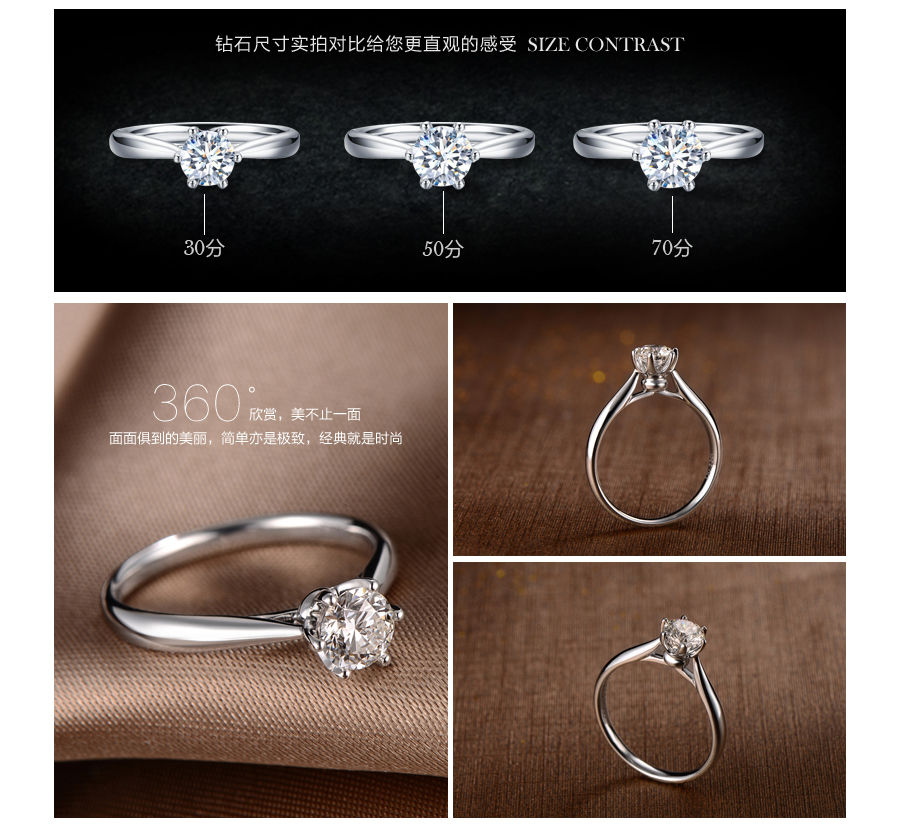 钻石尺寸实拍对比给您更直观的感受 SIZE CONTRAST
30分
50分
70分
360°欣赏，美不止一面
面面俱到的美丽，简单亦是极致，经典就是时尚